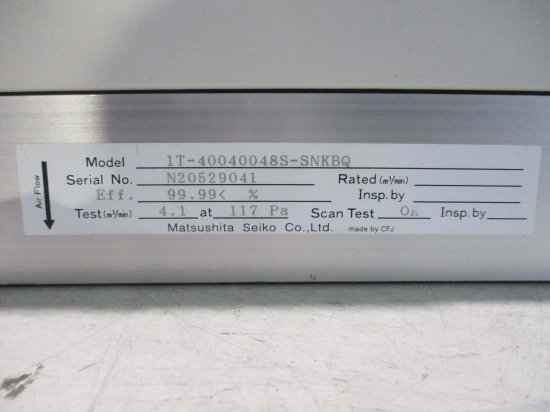 Air Flow
Model 1T-40040048S-SNKBQ
Serial No. N20529041 Rated (m³/min)
Eff. 99.99< % Insp.by
Test (m³/min) 4.1 at 117 Pa Scan Test On Insp.by
Matsushita Seiko Co.,Ltd. made by CFJ